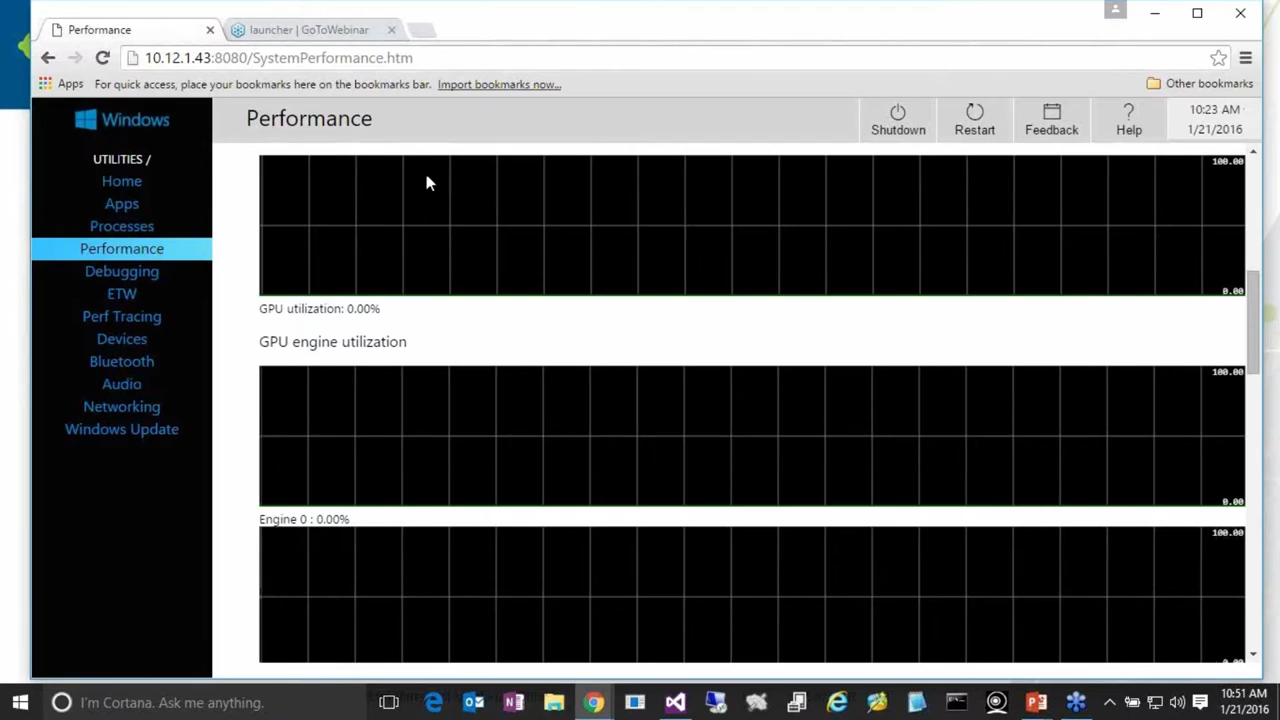 Performance
launcher | GoToWebinar
10.12.1.43:8080/SystemPerformance.htm
Apps
For quick access, place your bookmarks here on the bookmarks bar. Import bookmarks now...
Other bookmarks
Windows
Performance
Shutdown
Restart
?
Feedback
Help
10:23 AM
1/21/2016
UTILITIES /
Home
Apps
Processes
Performance
Debugging
ETW
Perf Tracing
Devices
Bluetooth
Audio
Networking
Windows Update
100.00
0.00
GPU utilization: 0.00%
GPU engine utilization
100.00
0.00
Engine 0 : 0.00%
100.00
I'm Cortana. Ask me anything.
10:51 AM
1/21/2016